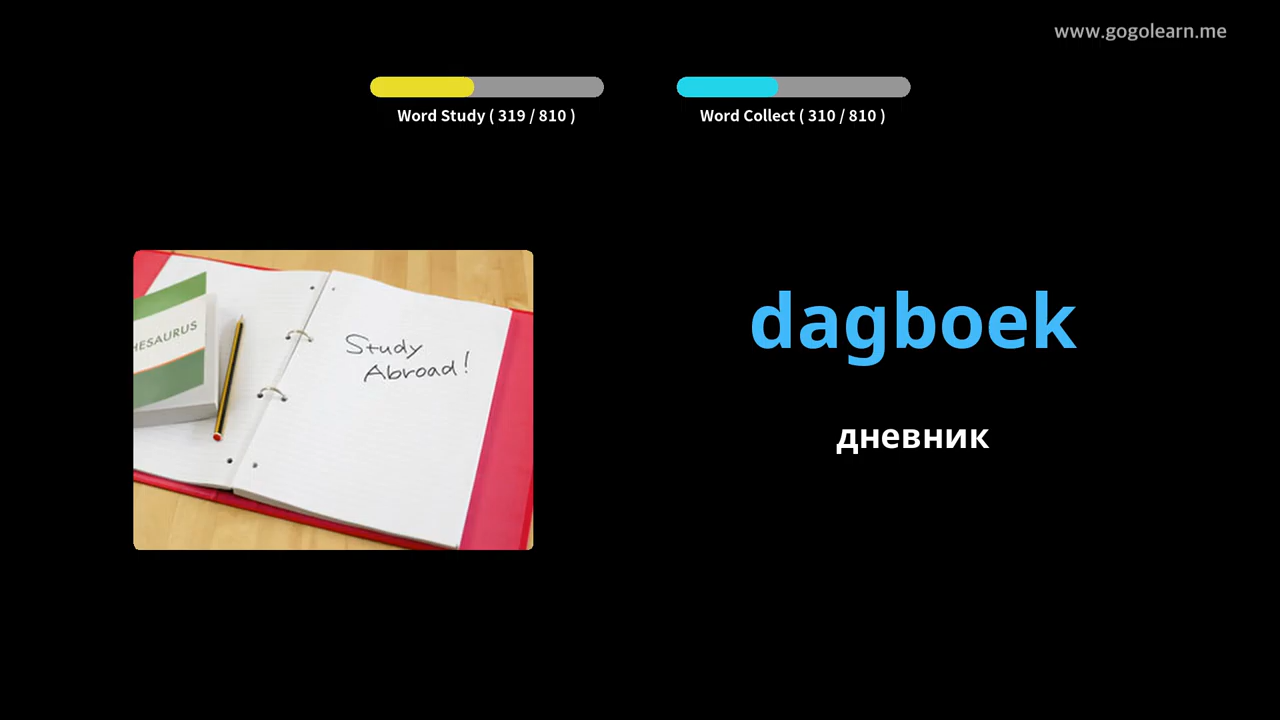 www.gogolearn.me
Word Study ( 319 / 810 )
Word Collect ( 310 / 810 )
HESAURUS
Study
Abroad!
dagboek
дневник